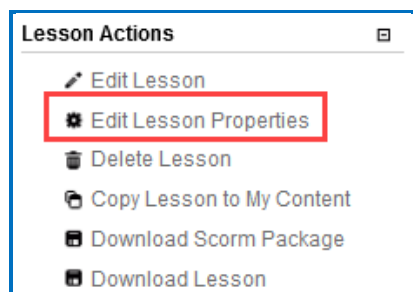 Lesson Actions
Edit Lesson
Edit Lesson Properties
Delete Lesson
Copy Lesson to My Content
Download Scorm Package
Download Lesson